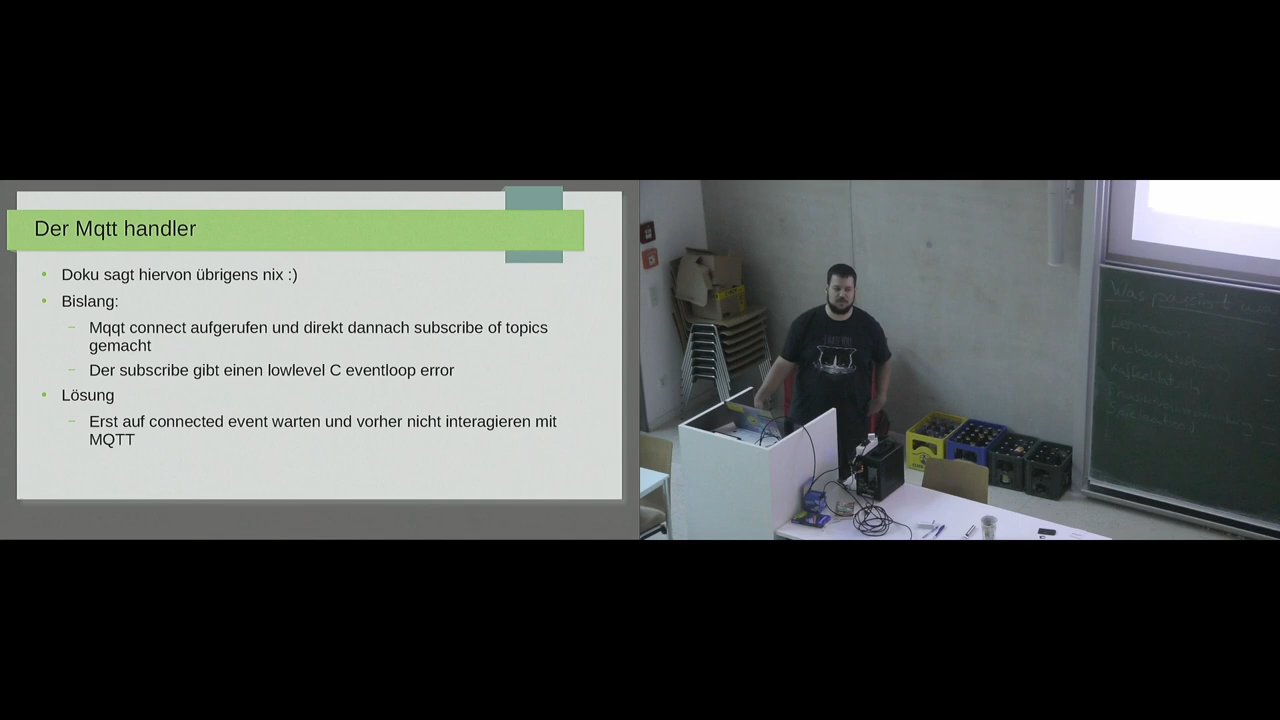 Der Mqtt handler
Doku sagt hiervon übrigens nix :)
Bislang:
Mqqt connect aufgerufen und direkt dannach subscribe of topics
gemacht
Der subscribe gibt einen lowlevel C eventloop error
Lösung
Erst auf connected event warten und vorher nicht interagieren mit
MQTT
Was passiert